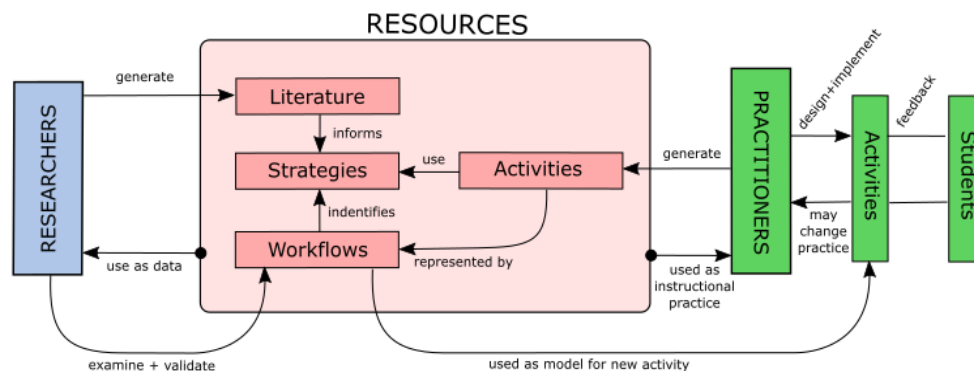 RESOURCES
generate
Literature
informs
Strategies
use
Activities
generate
indentifies
Workflows
represented by
RESEARCHERS
use as data
examine + validate
PRACTITIONERS
design+implement
feedback
Activities
Students
may
change
practice
used as
instructional
practice
used as model for new activity